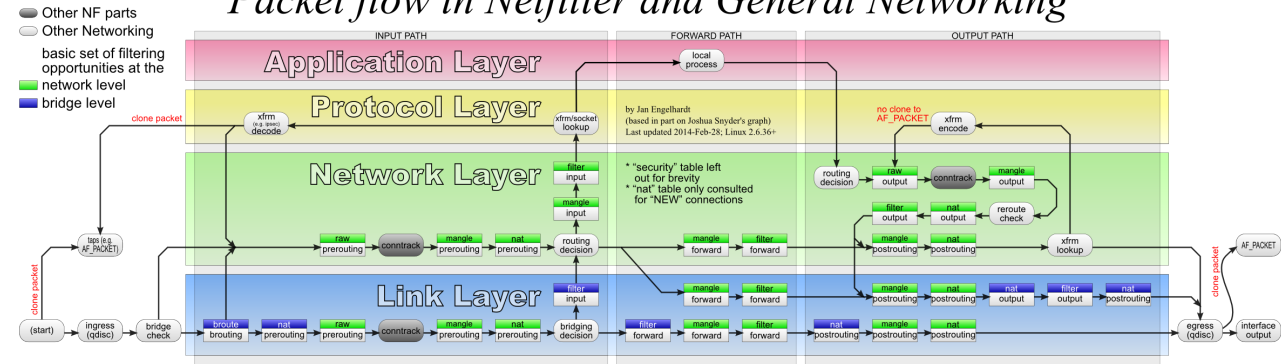 Packet flow in Netfilter and General Networking
Other NF parts
Other Networking
basic set of filtering
opportunities at the
network level
bridge level
INPUT PATH
FORWARD PATH
OUTPUT PATH
Application Layer
local
process
Protocol Layer
clone packet
xfrm
(e.g. ipsec)
decode
xfrm/socket
lookup
by Jan Engelhardt
(based in part on Joshua Snyder's graph)
Last updated 2014-Feb-28; Linux 2.6.36+
no clone to
AF_PACKET
xfrm
encode
Network Layer
filter
input
* "security" table left
out for brevity
* "nat" table only consulted
for "NEW" connections
routing
decision
raw
output
conntrack
mangle
output
mangle
input
filter
output
nat
output
reroute
check
taps (e.g.
AF_PACKET)
raw
prerouting
conntrack
mangle
prerouting
nat
prerouting
routing
decision
mangle
forward
filter
forward
mangle
postrouting
nat
postrouting
xfrm
lookup
AF_PACKET
clone packet
clone packet
Link Layer
filter
input
mangle
forward
filter
forward
mangle
postrouting
nat
postrouting
nat
output
filter
output
nat
postrouting
(start)
ingress
(qdisc)
bridge
check
broute
brouting
nat
prerouting
raw
prerouting
conntrack
mangle
prerouting
nat
prerouting
bridging
decision
filter
forward
mangle
forward
filter
forward
nat
postrouting
mangle
postrouting
nat
postrouting
egress
(qdisc)
interface
output